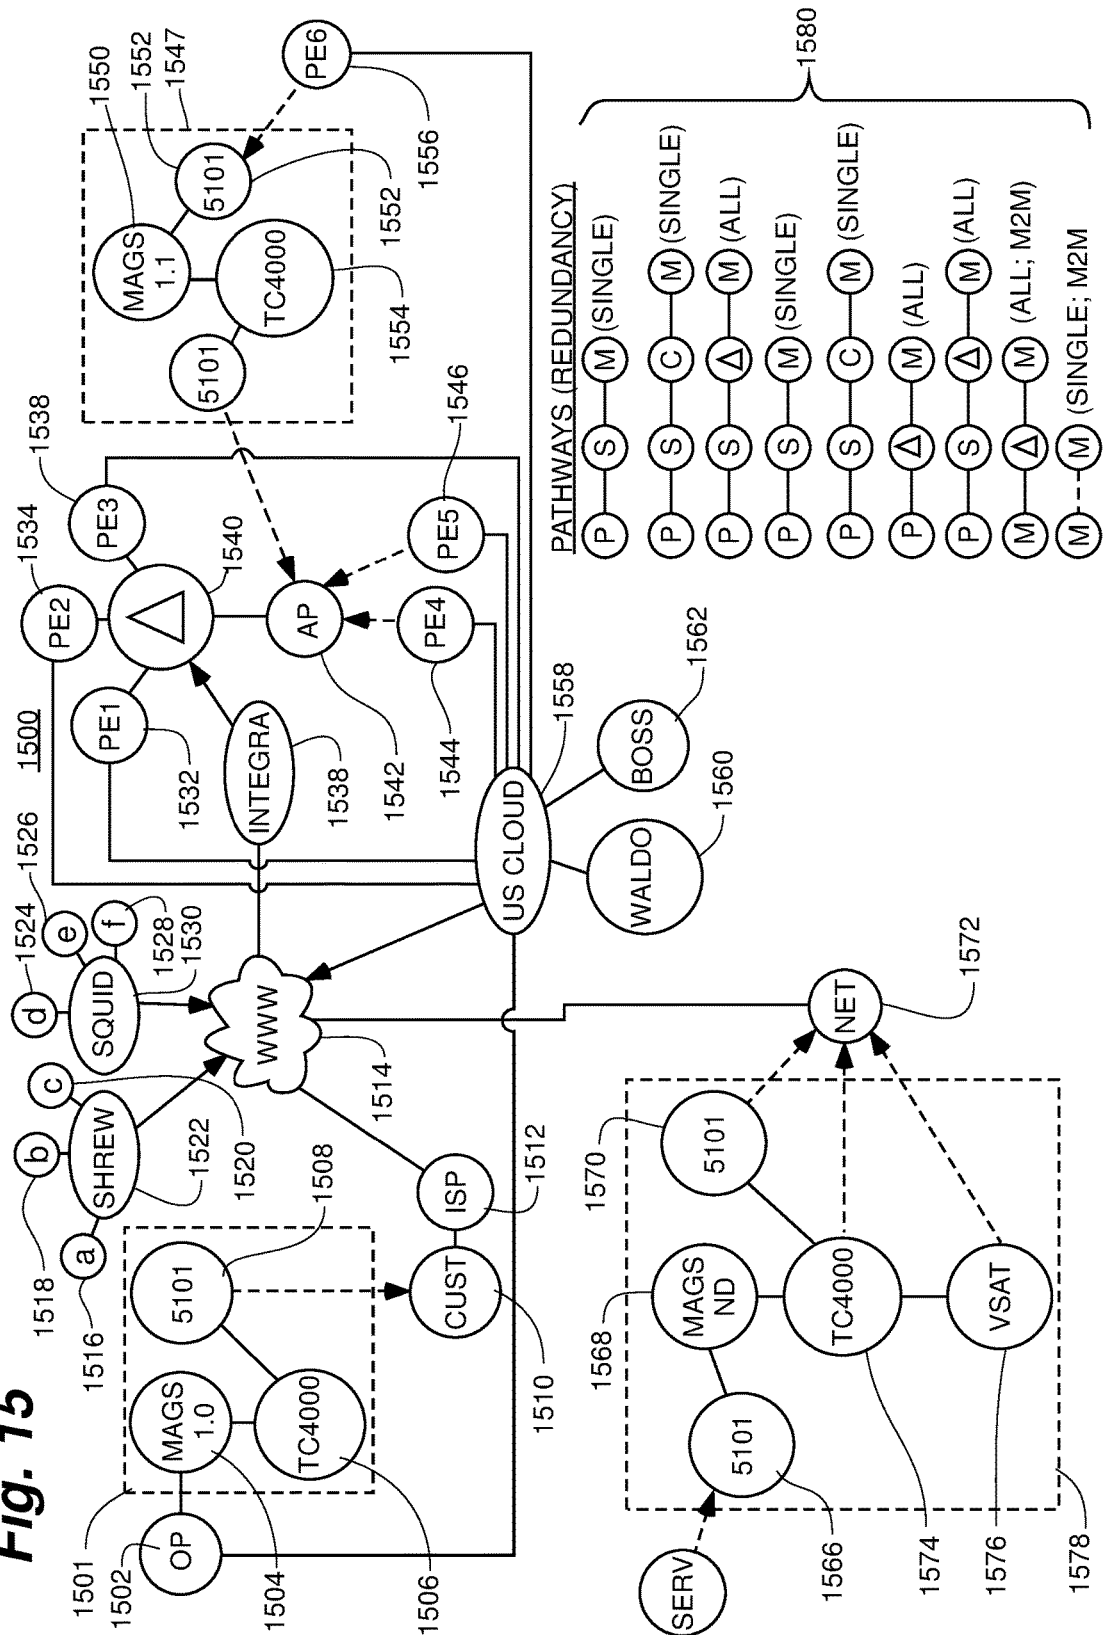 Fig. 15
1500
1501
1502
OP
1504
MAGS
1.0
1506
TC4000
5101
1508
CUST
1510
ISP
1512
WWW
1514
a
1516
b
1518
c
1520
SHREW
1522
d
1524
e
1526
f
1528
SQUID
1530
PE1
1532
PE2
1534
PE3
1538
INTEGRA
1538
Δ
1540
AP
1542
PE4
1544
PE5
1546
1547
MAGS
1.1
1550
5101
1552
1552
5101
TC4000
1554
PE6
1556
US CLOUD
1558
WALDO
1560
BOSS
1562
SERV
5101
1566
MAGS
ND
1568
5101
1570
NET
1572
TC4000
1574
VSAT
1576
1578
PATHWAYS (REDUNDANCY)
P S M (SINGLE)
P S C M (SINGLE)
P S Δ M (ALL)
P S M (SINGLE)
P S C M (SINGLE)
P Δ M (ALL)
P S Δ M (ALL)
M Δ M (ALL; M2M)
M M (SINGLE; M2M
1580